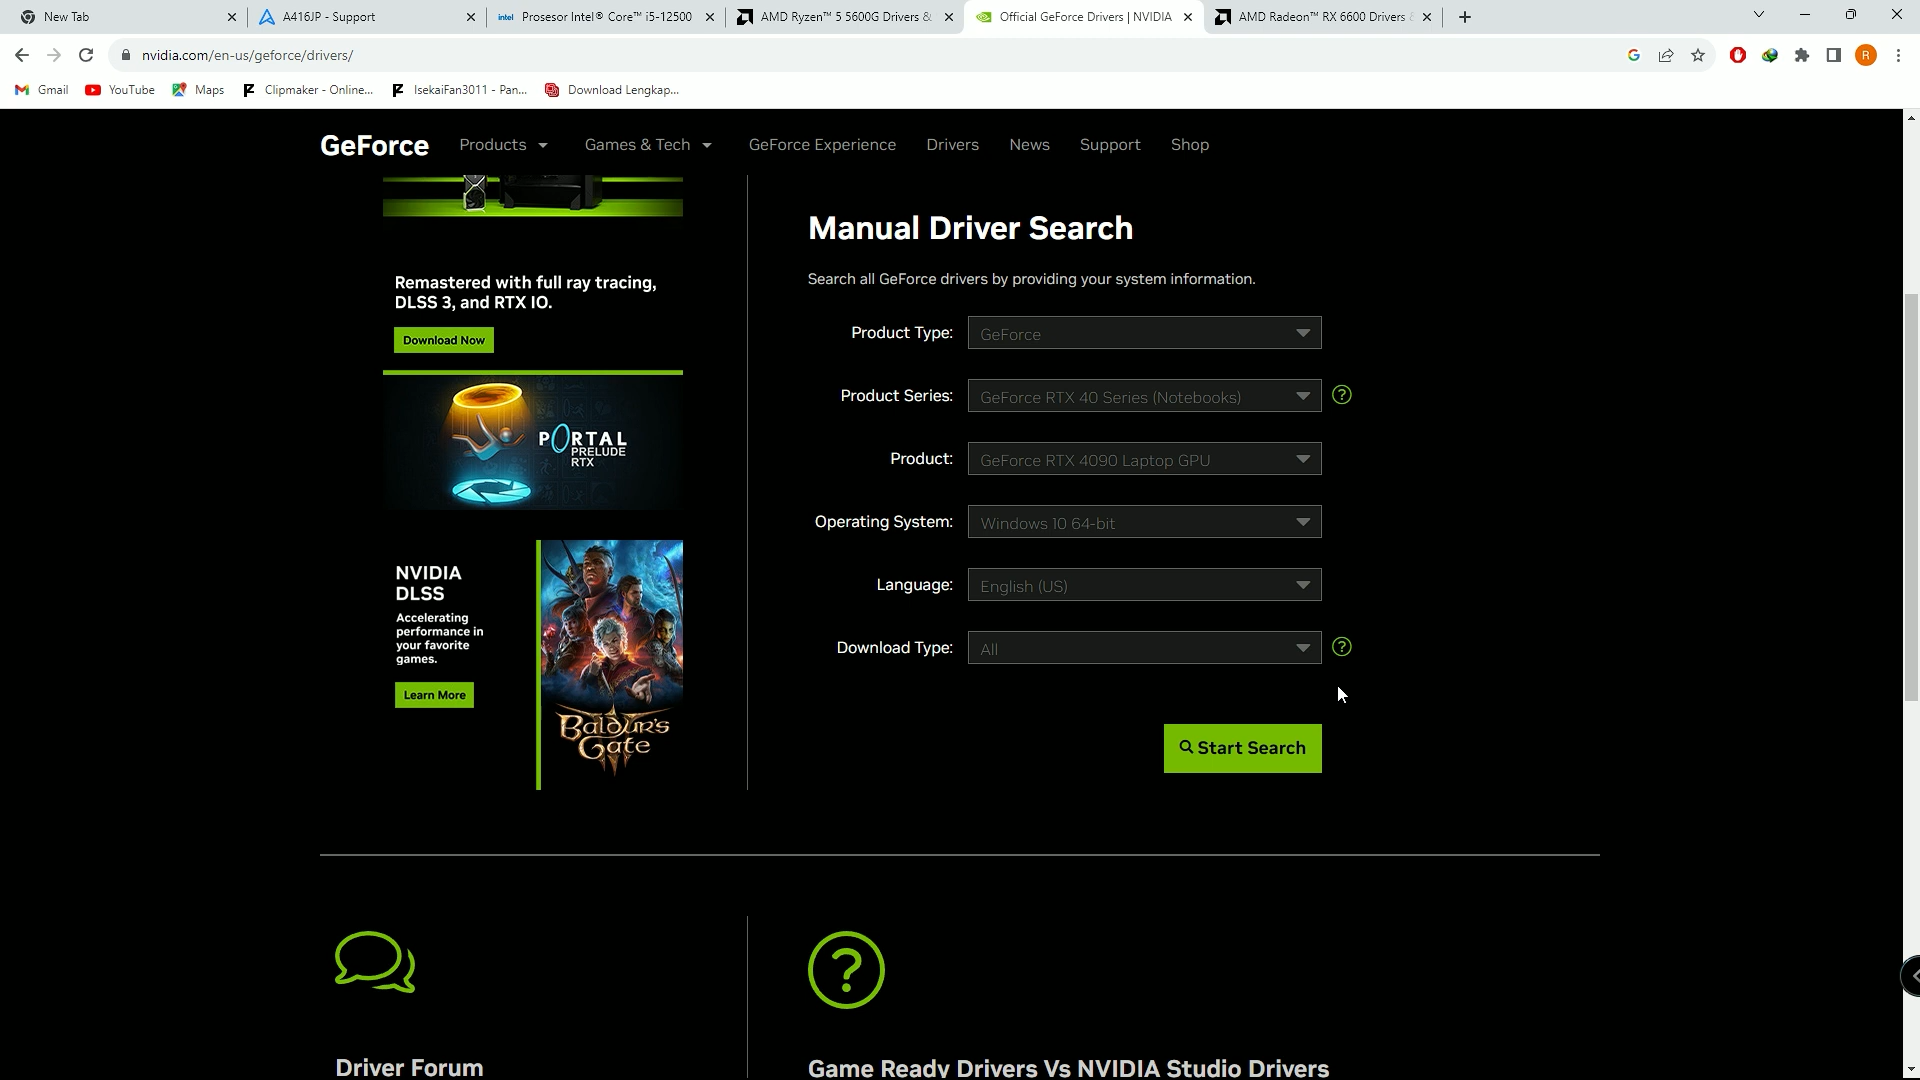 New Tab
A416JP - Support
intel Prosesor Intel® Core™ i5-12500
AMD Ryzen™ 5 5600G Drivers &
Official GeForce Drivers | NVIDIA
AMD Radeon™ RX 6600 Drivers
nvidia.com/en-us/geforce/drivers/
R
Gmail
YouTube
Maps
Clipmaker - Online...
IsekaiFan3011 - Pan...
Download Lengkap...
GeForce
Products
Games & Tech
GeForce Experience
Drivers
News
Support
Shop
Remastered with full ray tracing,
DLSS 3, and RTX IO.
Download Now
PORTAL
PRELUDE
RTX
NVIDIA
DLSS
Accelerating
performance in
your favorite
games.
Learn More
Baldur's
Gate
Manual Driver Search
Search all GeForce drivers by providing your system information.
Product Type: GeForce
Product Series: GeForce RTX 40 Series (Notebooks) ?
Product: GeForce RTX 4090 Laptop GPU
Operating System: Windows 10 64-bit
Language: English (US)
Download Type: All ?
Start Search
?
Driver Forum
Game Ready Drivers Vs NVIDIA Studio Drivers